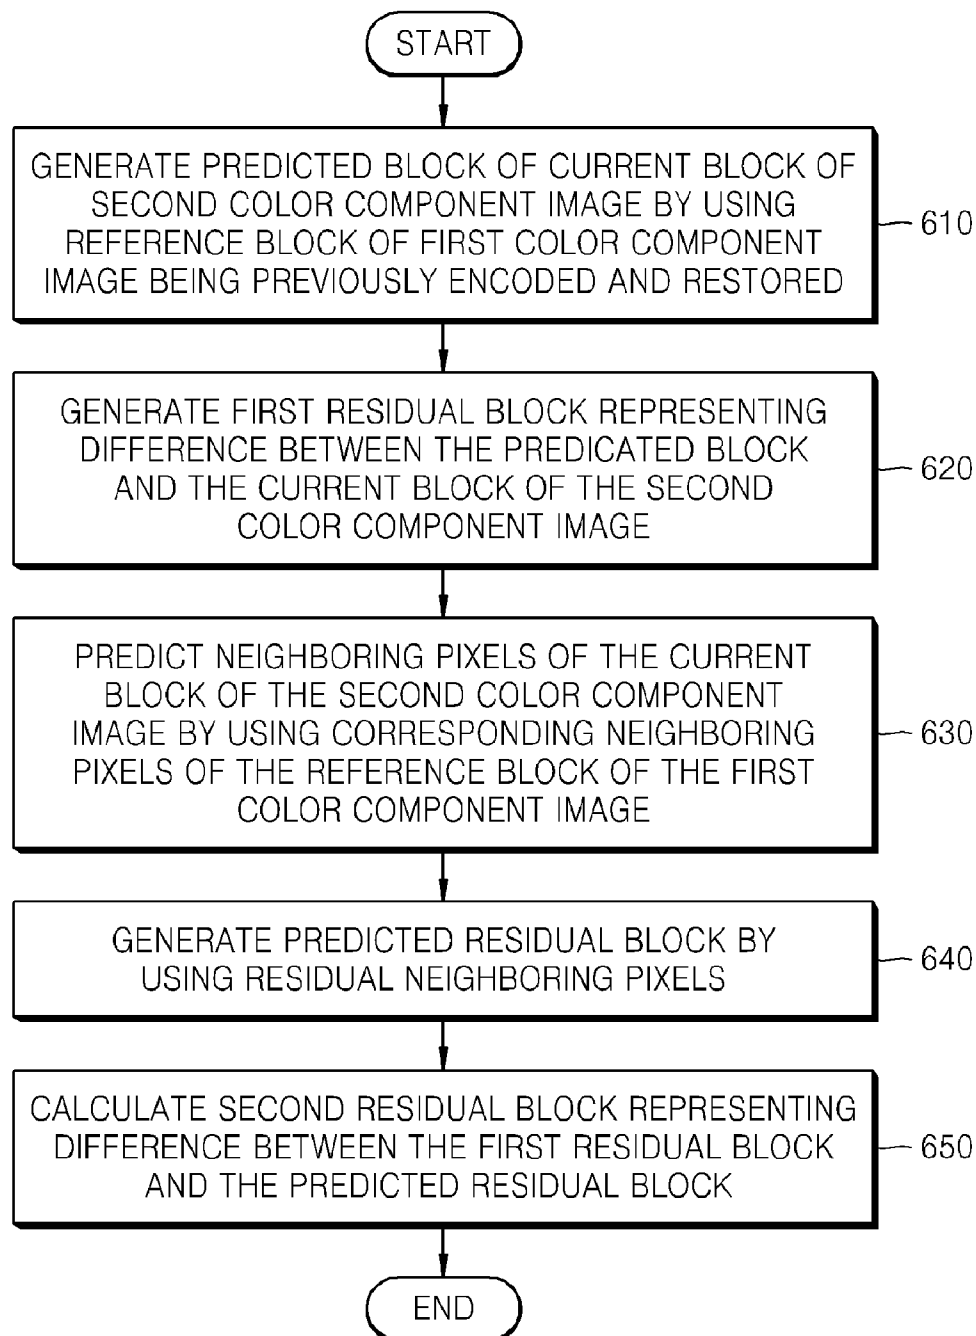 START
GENERATE PREDICTED BLOCK OF CURRENT BLOCK OF
SECOND COLOR COMPONENT IMAGE BY USING
REFERENCE BLOCK OF FIRST COLOR COMPONENT
IMAGE BEING PREVIOUSLY ENCODED AND RESTORED
610
GENERATE FIRST RESIDUAL BLOCK REPRESENTING
DIFFERENCE BETWEEN THE PREDICATED BLOCK
AND THE CURRENT BLOCK OF THE SECOND
COLOR COMPONENT IMAGE
620
PREDICT NEIGHBORING PIXELS OF THE CURRENT
BLOCK OF THE SECOND COLOR COMPONENT
IMAGE BY USING CORRESPONDING NEIGHBORING
PIXELS OF THE REFERENCE BLOCK OF THE FIRST
COLOR COMPONENT IMAGE
630
GENERATE PREDICTED RESIDUAL BLOCK BY
USING RESIDUAL NEIGHBORING PIXELS
640
CALCULATE SECOND RESIDUAL BLOCK REPRESENTING
DIFFERENCE BETWEEN THE FIRST RESIDUAL BLOCK
AND THE PREDICTED RESIDUAL BLOCK
650
END